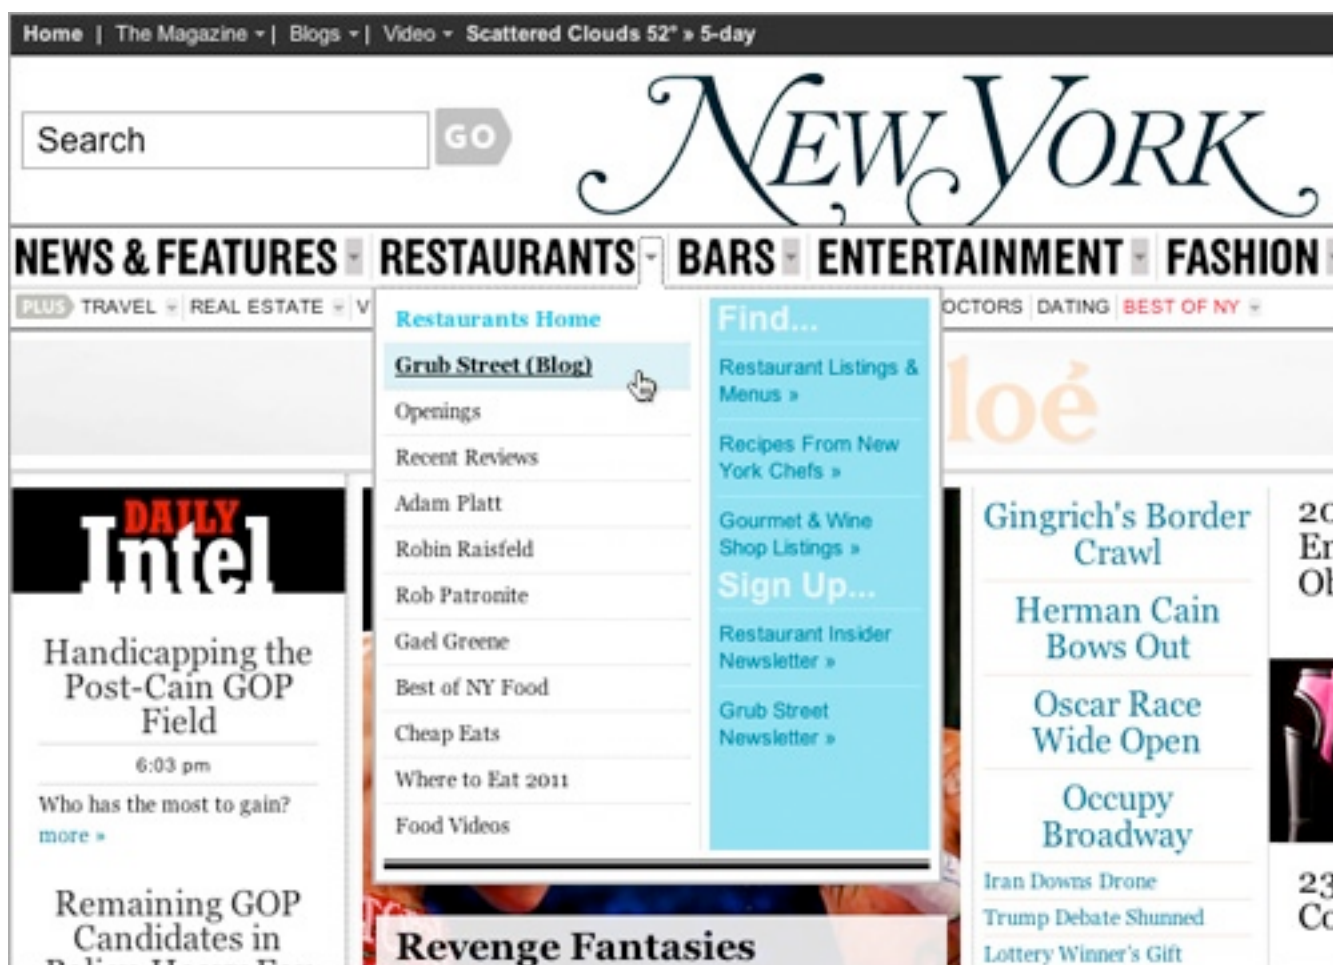 Home | The Magazine | Blogs | Video Scattered Clouds 52° » 5-day
Search
GO
NEW YORK
NEWS & FEATURES RESTAURANTS BARS ENTERTAINMENT FASHION
PLUS TRAVEL REAL ESTATE DATING BEST OF NY
Restaurants Home
Grub Street (Blog)
Openings
Recent Reviews
Adam Platt
Robin Raisfeld
Rob Patronite
Gael Greene
Best of NY Food
Cheap Eats
Where to Eat 2011
Food Videos
Find...
Restaurant Listings &
Menus »
Recipes From New
York Chefs »
Gourmet & Wine
Shop Listings »
Sign Up...
Restaurant Insider
Newsletter »
Grub Street
Newsletter »
DAILY
Intel
Handicapping the
Post-Cain GOP
Field
6:03 pm
Who has the most to gain?
more »
Remaining GOP
Candidates in
Revenge Fantasies
Gingrich's Border
Crawl
Herman Cain
Bows Out
Oscar Race
Wide Open
Occupy
Broadway
Iran Downs Drone
Trump Debate Shunned
Lottery Winner's Gift